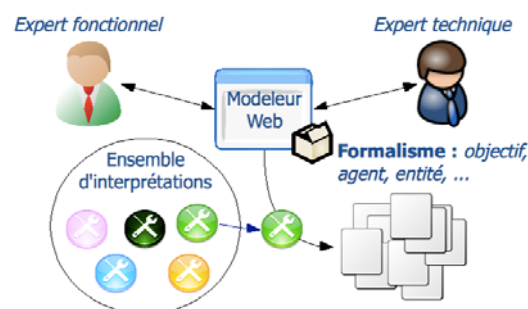 Expert fonctionnel
Expert technique
Modeleur
Web
Formalisme : objectif,
agent, entité, ...
Ensemble
d'interprétations